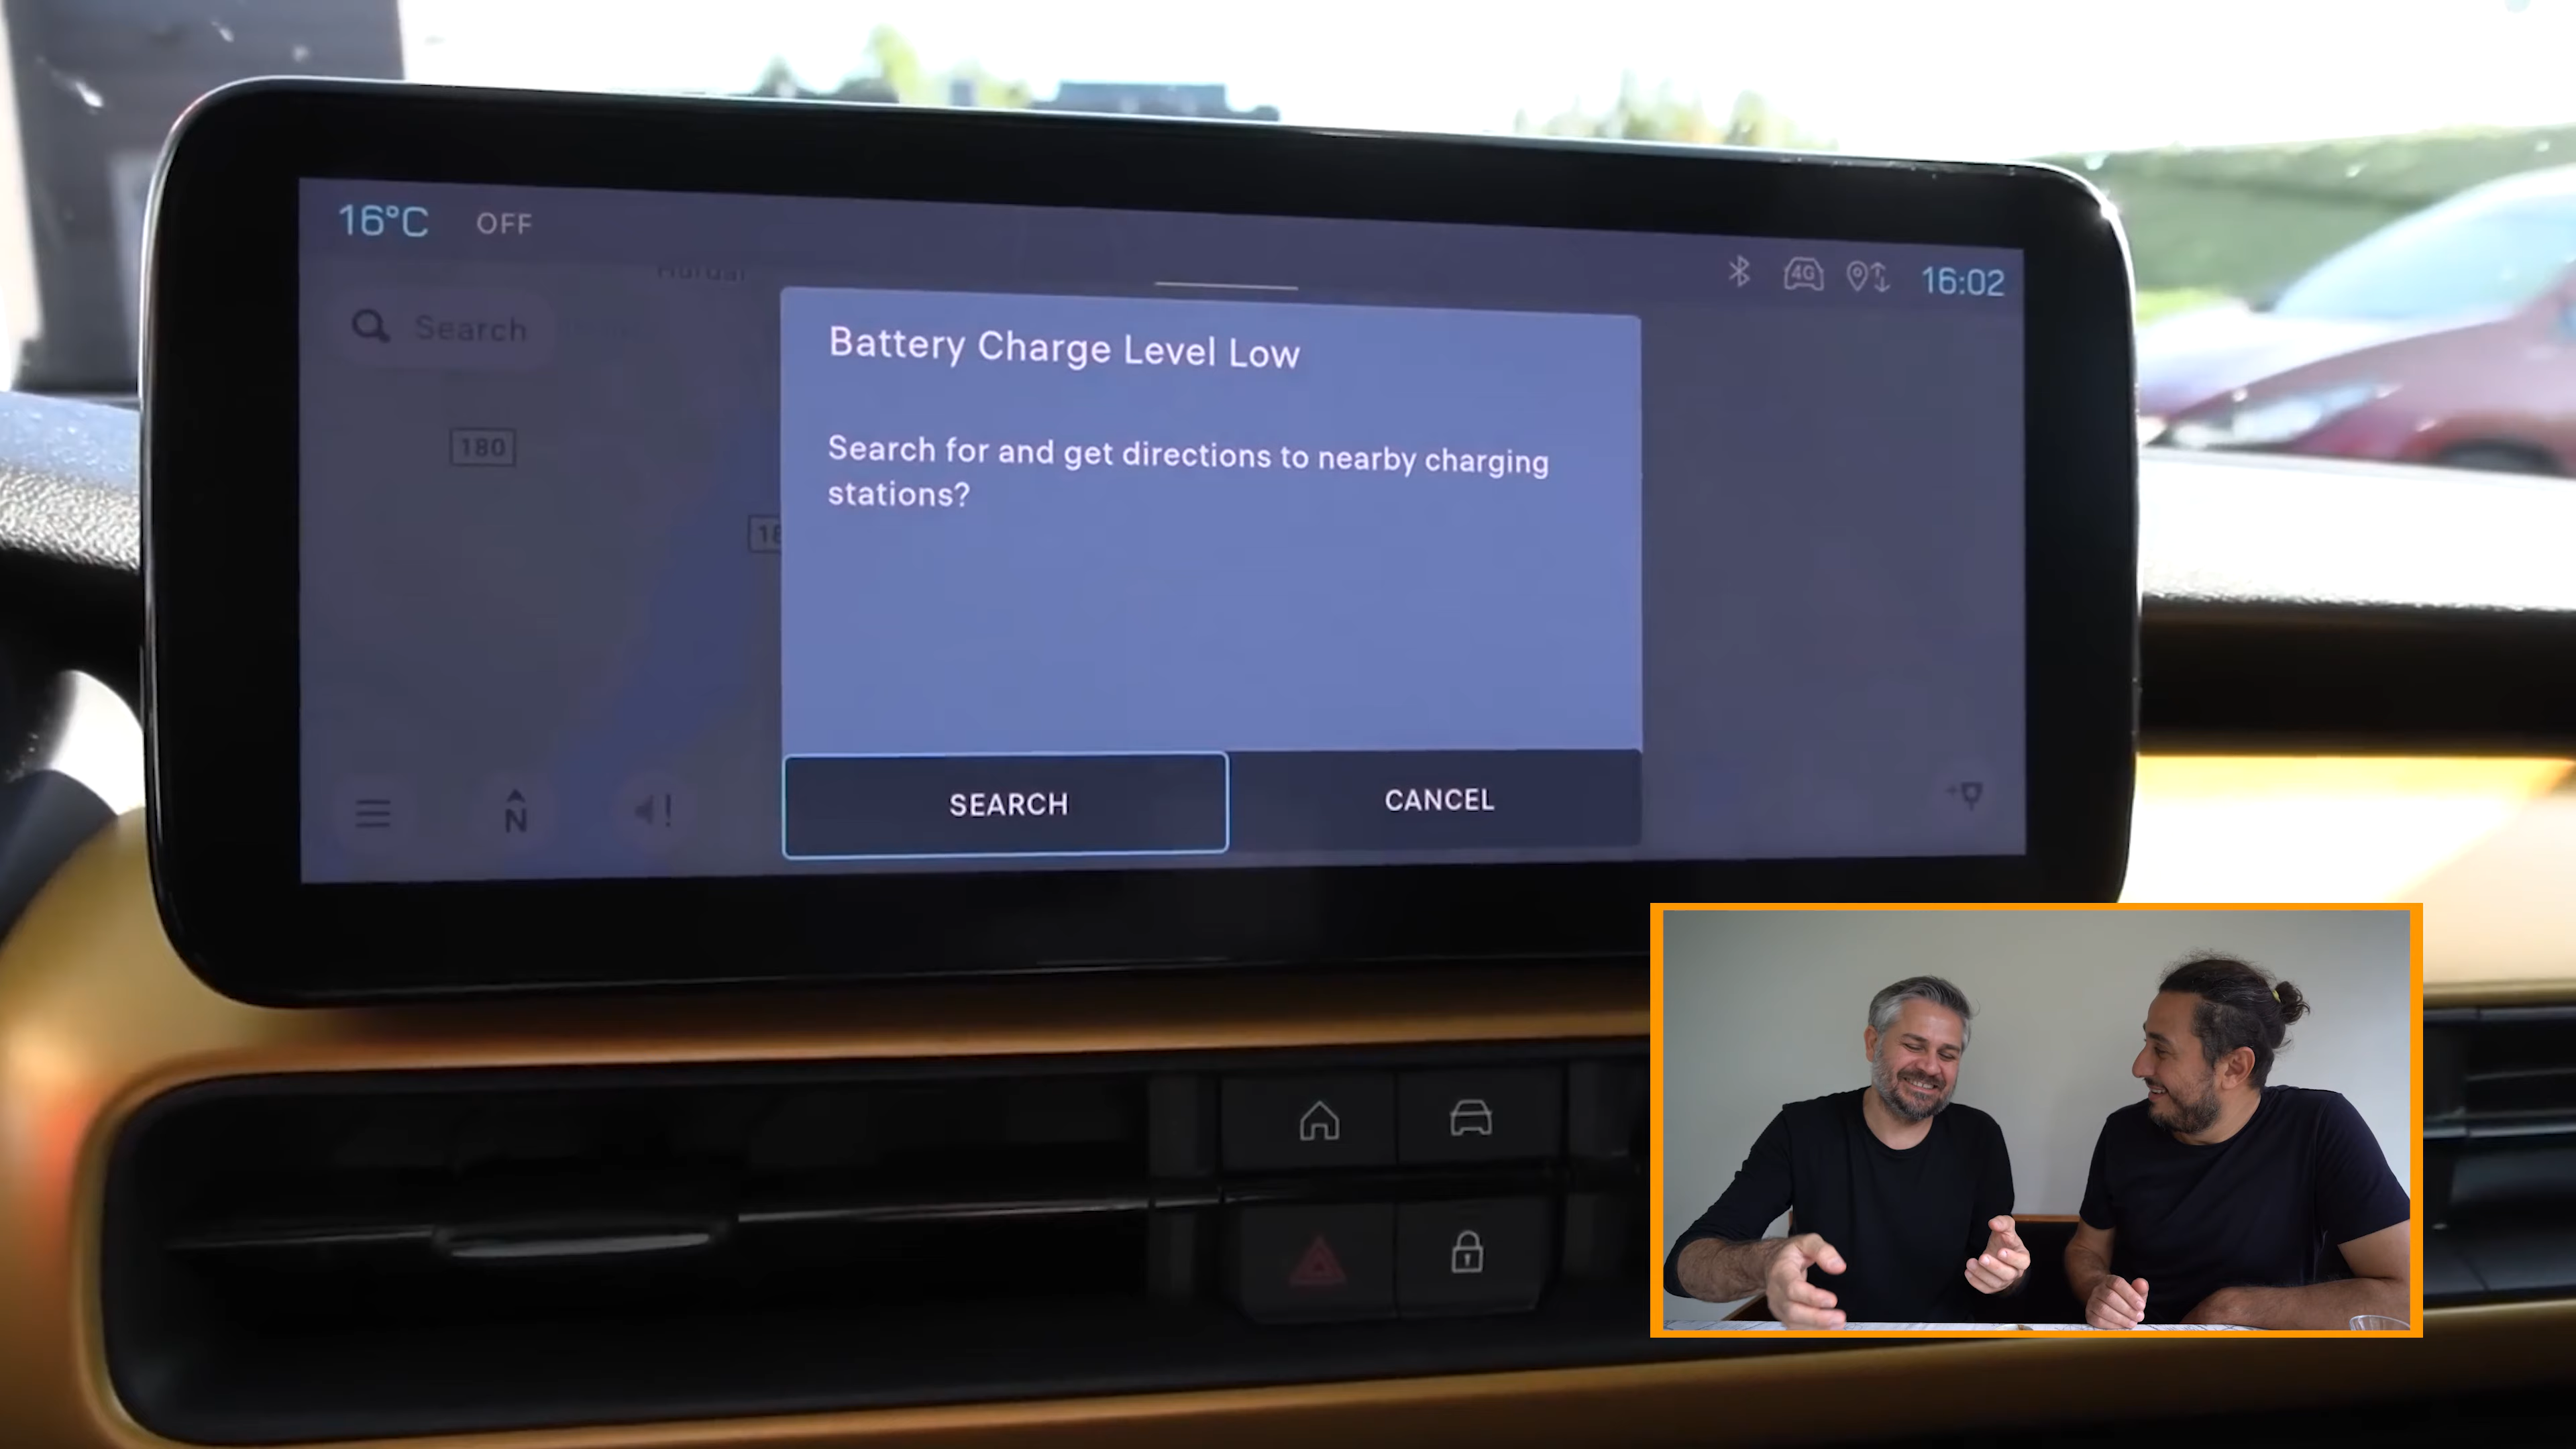 16°C OFF
4G 16:02
Search
180
Battery Charge Level Low
Search for and get directions to nearby charging
stations?
N
SEARCH
CANCEL